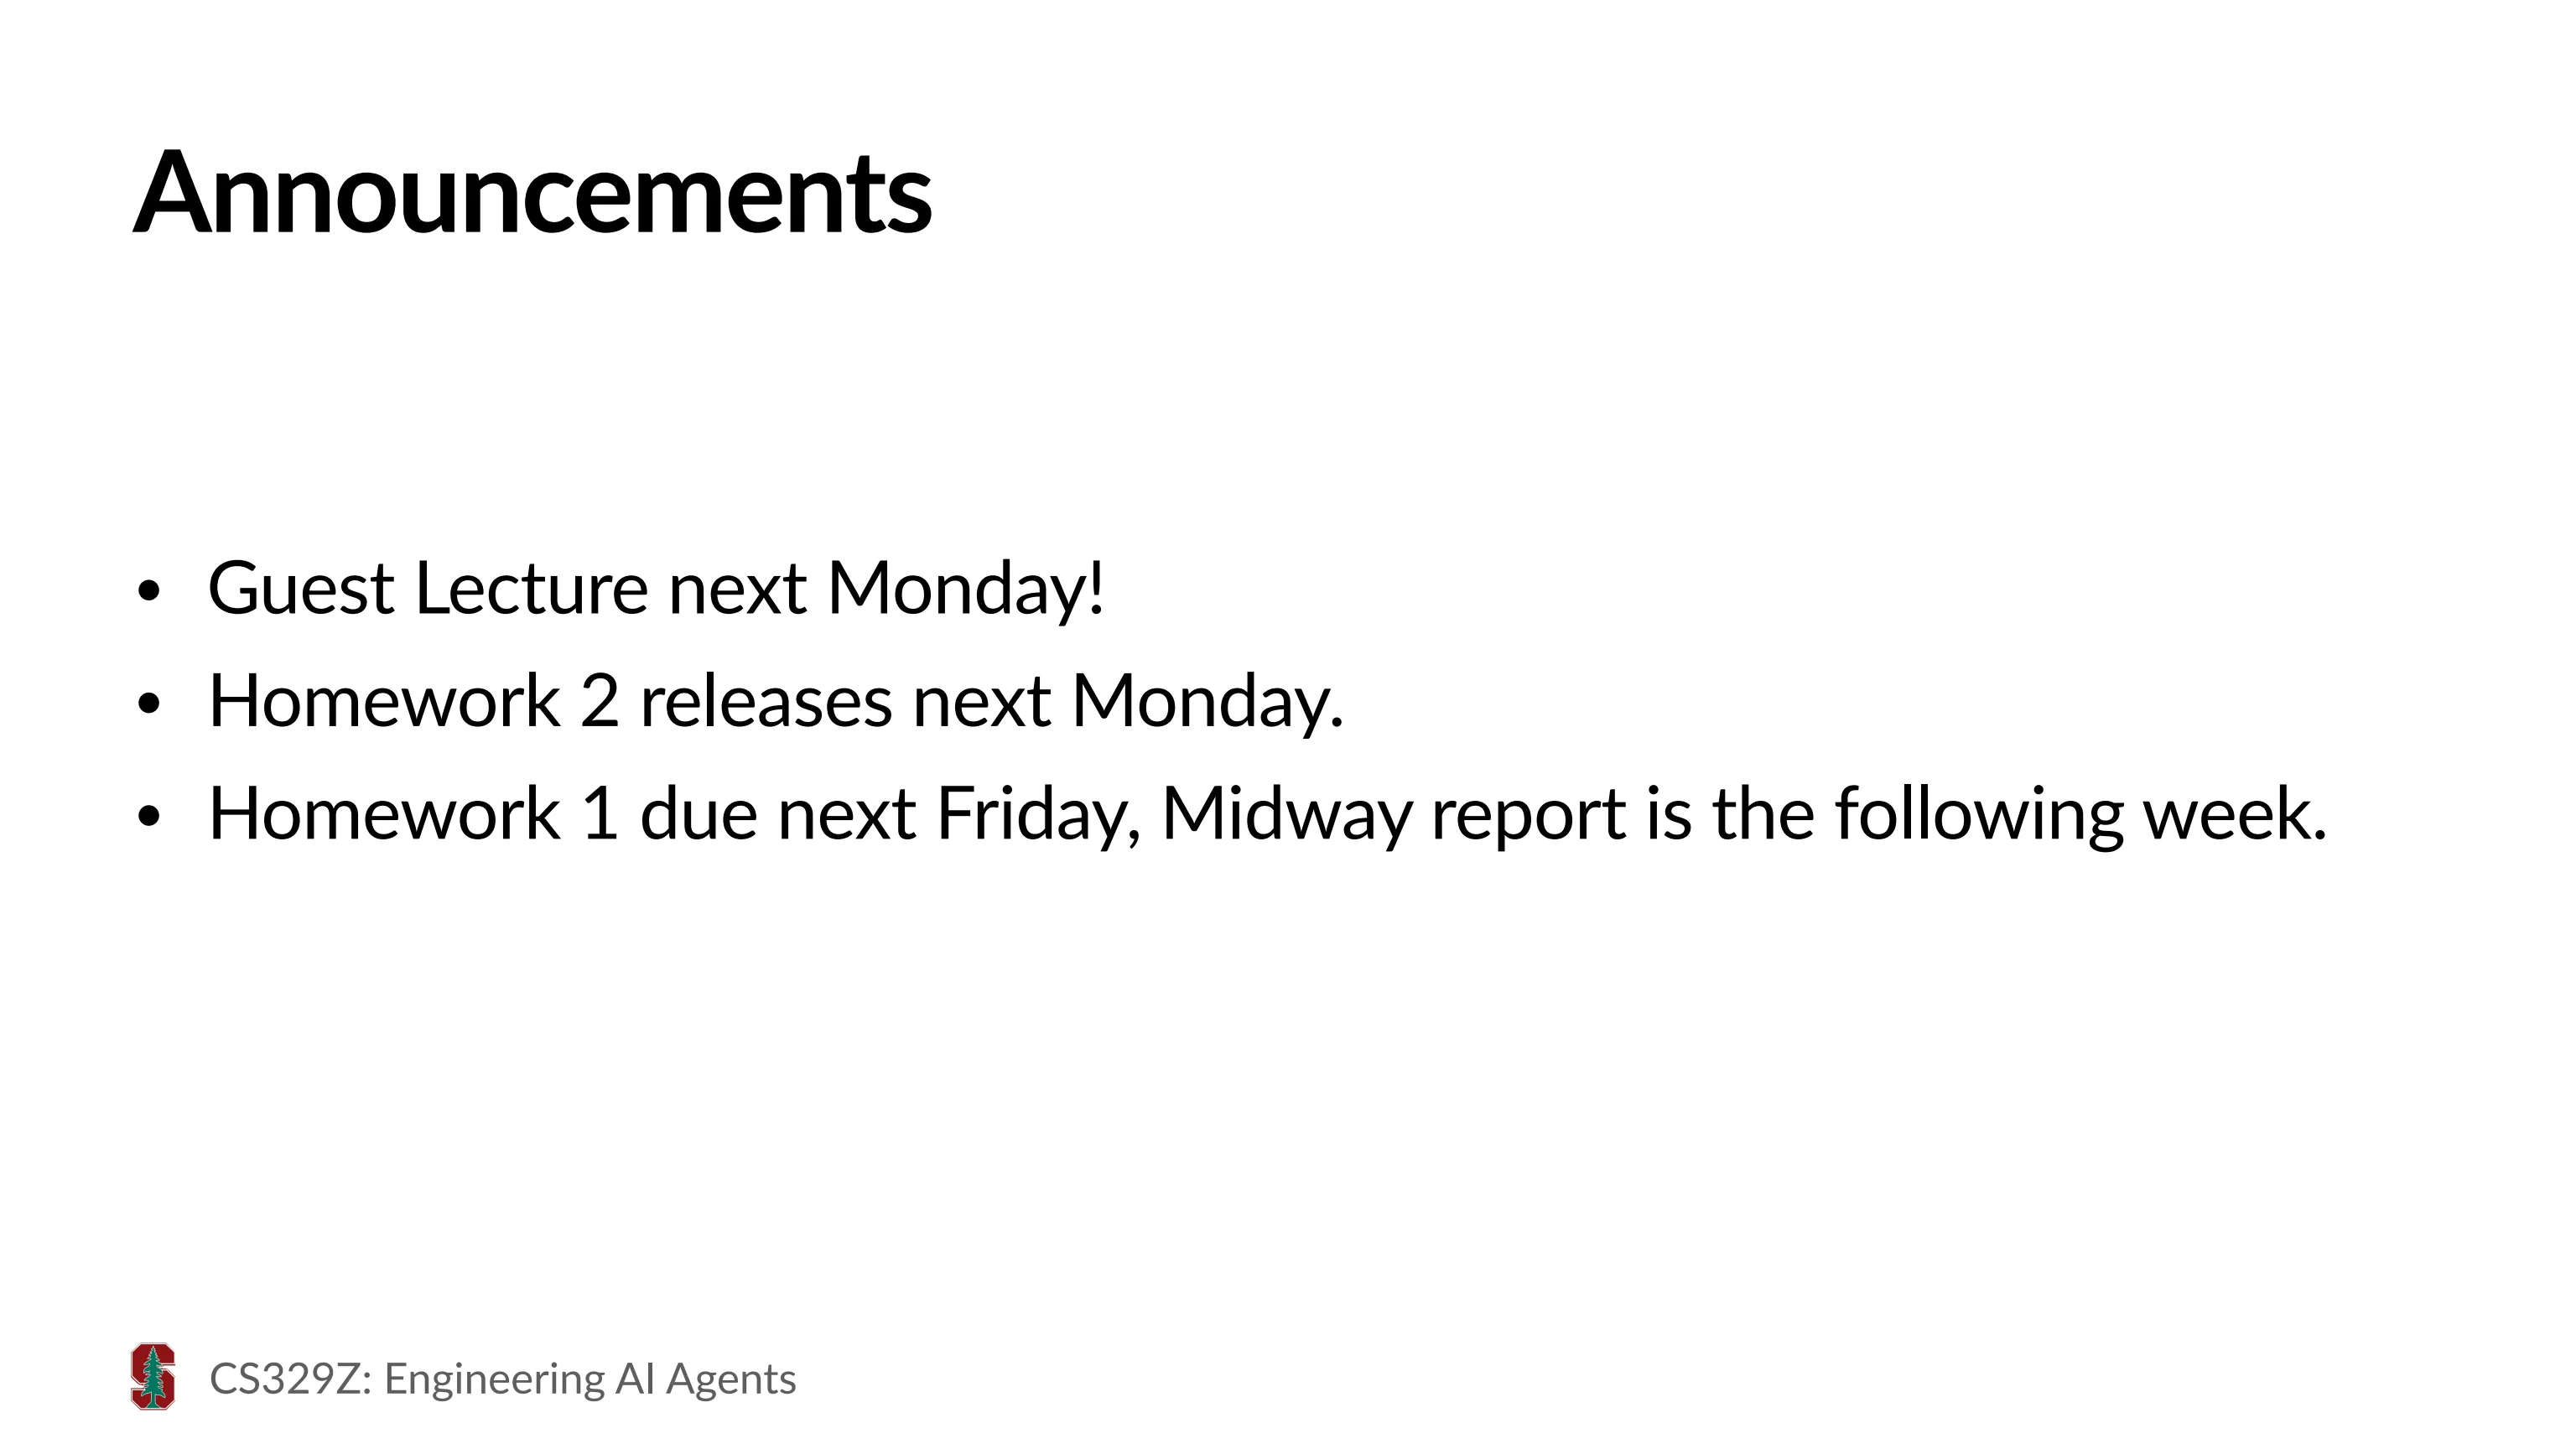 Announcements
• Guest Lecture next Monday!
• Homework 2 releases next Monday.
• Homework 1 due next Friday, Midway report is the following week.
CS329Z: Engineering AI Agents